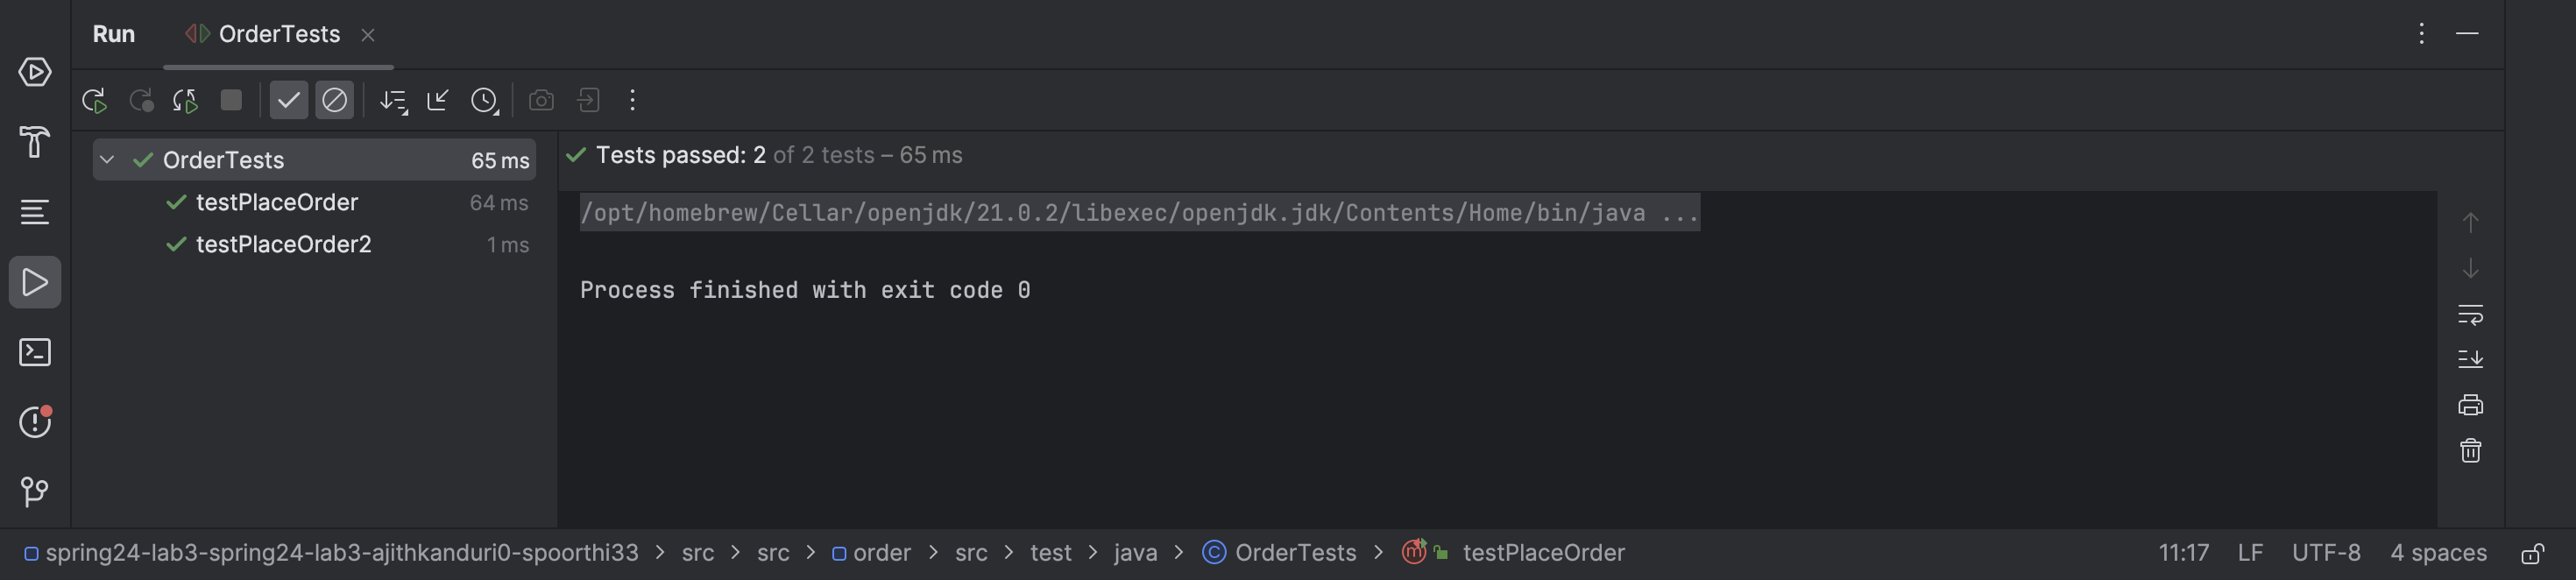 Run OrderTests
OrderTests 65 ms
testPlaceOrder 64 ms
testPlaceOrder2 1 ms
Tests passed: 2 of 2 tests – 65 ms
/opt/homebrew/Cellar/openjdk/21.0.2/libexec/openjdk.jdk/Contents/Home/bin/java ...
Process finished with exit code 0
spring24-lab3-spring24-lab3-ajithkanduri0-spoorthi33 > src > src > order > src > test > java > OrderTests > testPlaceOrder 11:17 LF UTF-8 4 spaces